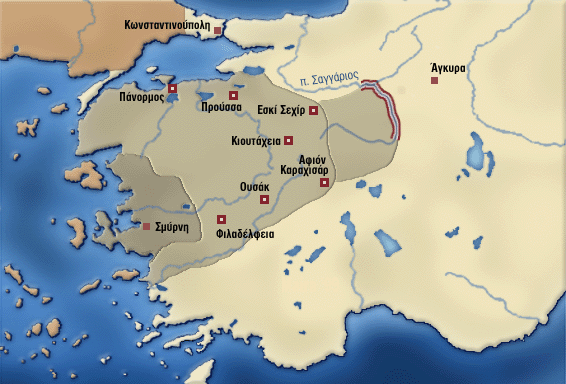 Κωνσταντινούπολη
Άγκυρα
π. Σαγγάριος
Πάνορμος
Προύσσα
Εσκί Σεχίρ
Κιουτάχεια
Αφιόν
Καραχισάρ
Ουσάκ
Σμύρνη
Φιλαδέλφεια